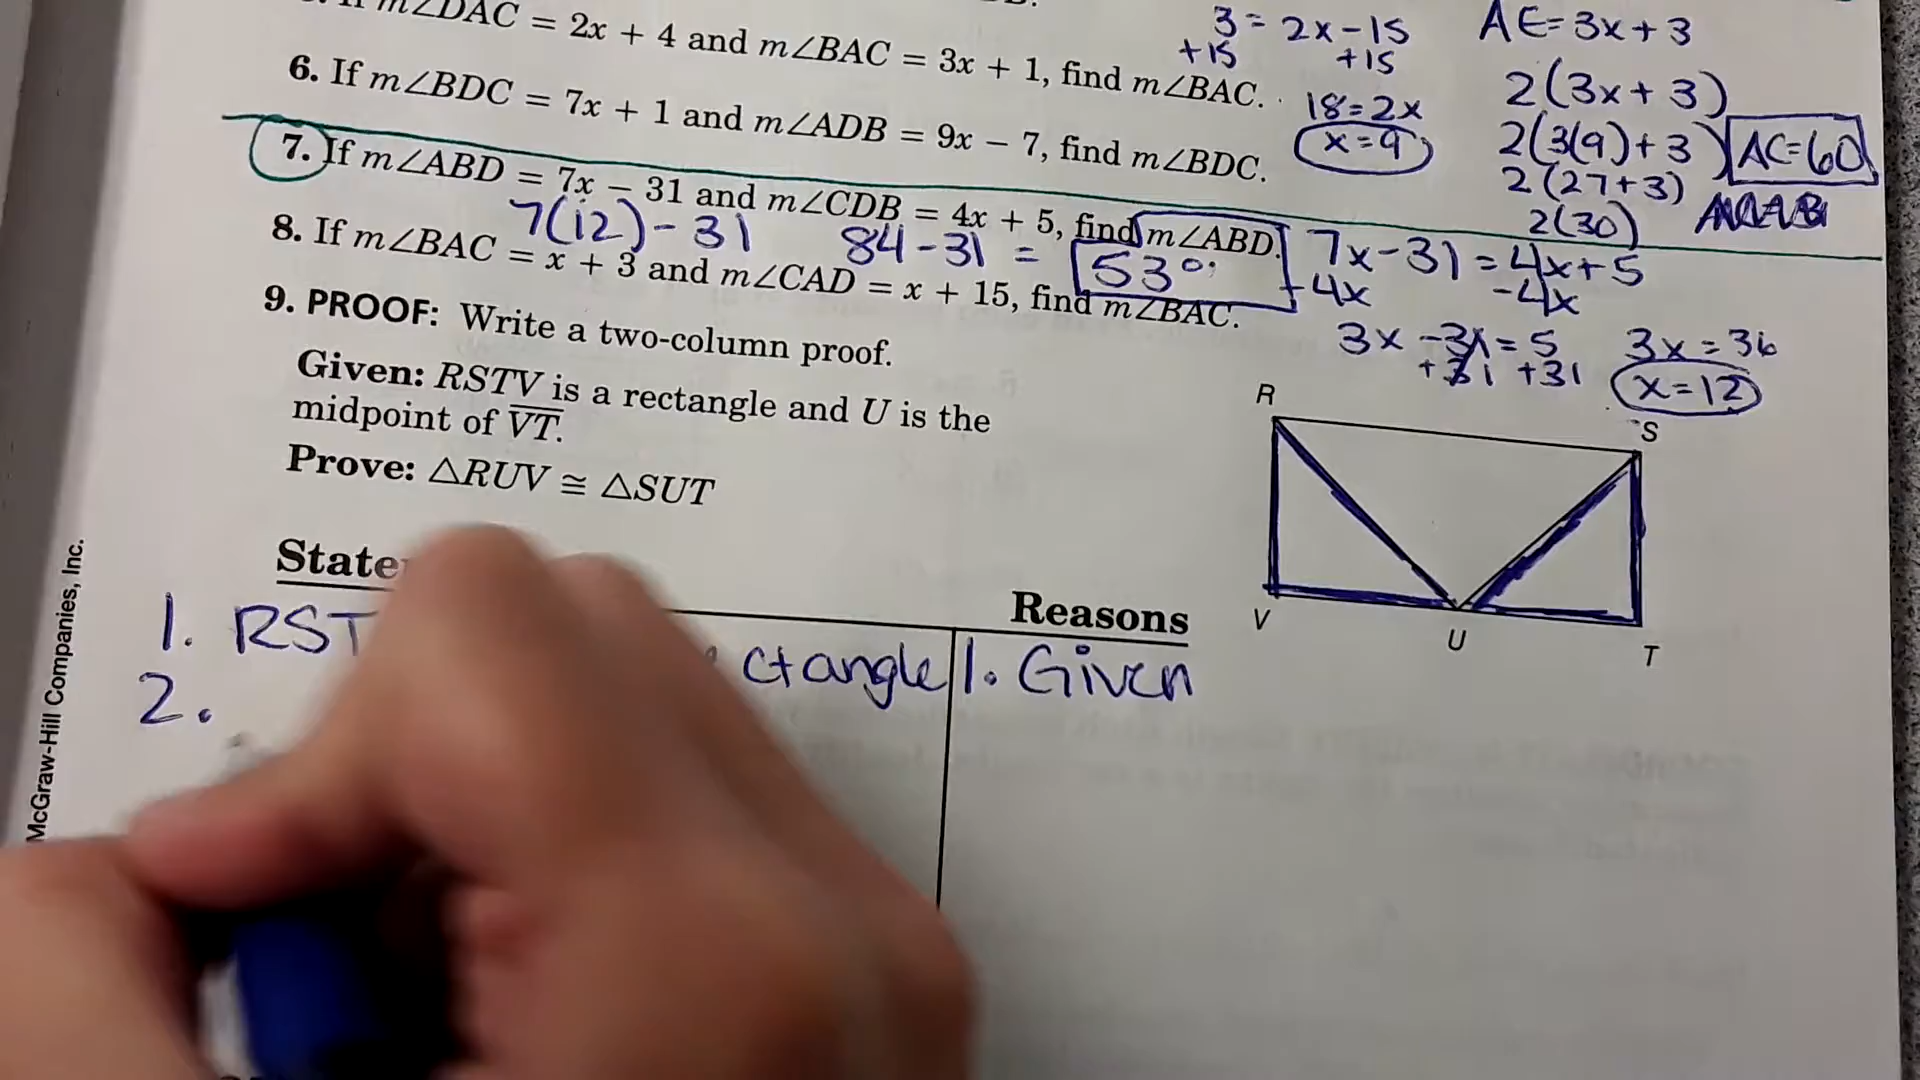 m∠DAC = 2x + 4 and m∠BAC = 3x + 1, find m∠BAC.
6. If m∠BDC = 7x + 1 and m∠ADB = 9x − 7, find m∠BDC.
7. If m∠ABD = 7x − 31 and m∠CDB = 4x + 5, find m∠ABD.
7(12) - 31 84 - 31 = 53°
8. If m∠BAC = x + 3 and m∠CAD = x + 15, find m∠BAC.
9. PROOF: Write a two-column proof.
Given: RSTV is a rectangle and U is the
midpoint of V̅T̅.
Prove: △RUV ≅ △SUT
Reasons
1. RST ctangle 1. Given
2.
3 = 2x - 15
+15 +15
18 = 2x
x = 9
AE = 3x + 3
2(3x + 3)
2(3(9) + 3)
2(27 + 3)
2(30)
AC = 60
7x - 31 = 4x + 5
-4x -4x
3x - 31 = 5
+31 +31
3x = 36
x = 12
R
S
V
U
T
McGraw-Hill Companies, Inc.